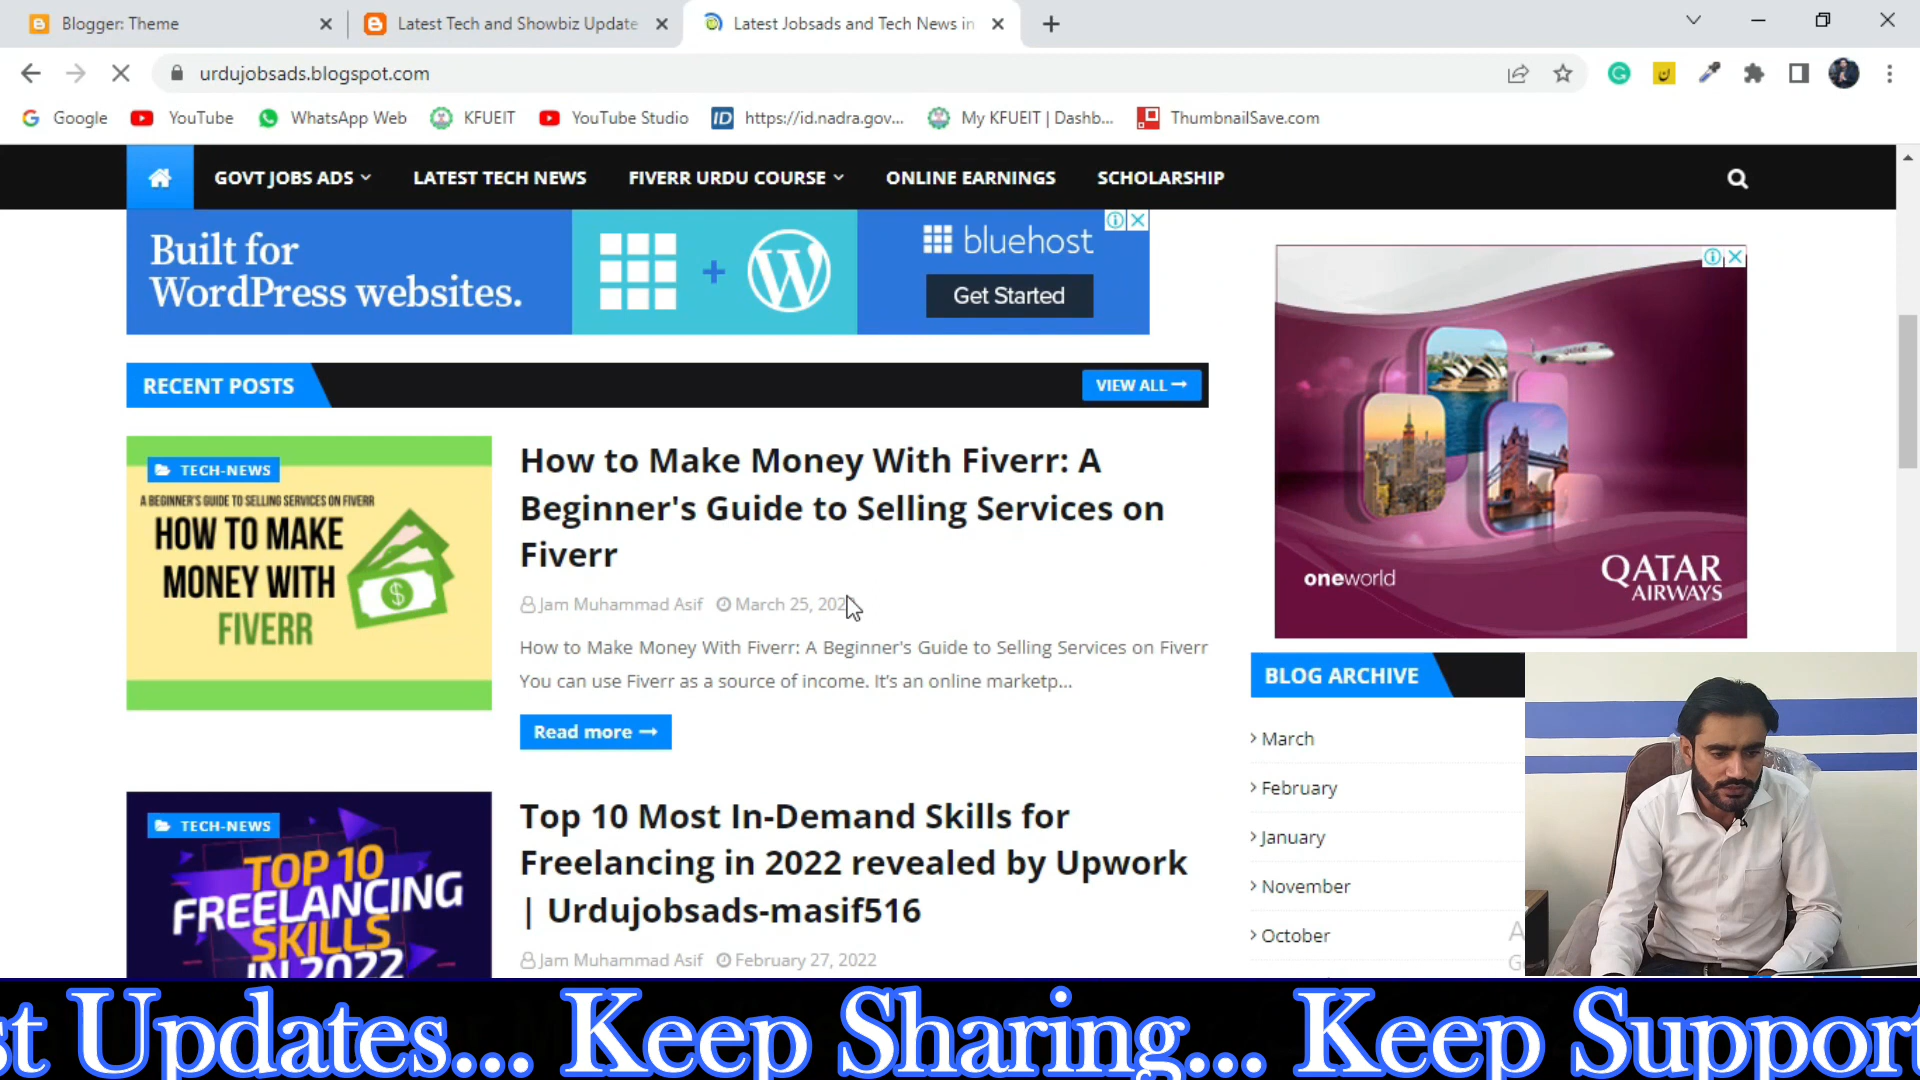 Blogger: Theme
Latest Tech and Showbiz Update
Latest Jobsads and Tech News in
urdujobsads.blogspot.com
Google
YouTube
WhatsApp Web
KFUEIT
YouTube Studio
ID
https://id.nadra.gov...
My KFUEIT | Dashb...
ThumbnailSave.com
GOVT JOBS ADS
LATEST TECH NEWS
FIVERR URDU COURSE
ONLINE EARNINGS
SCHOLARSHIP
Built for
WordPress websites.
bluehost
Get Started
RECENT POSTS
VIEW ALL
TECH-NEWS
A BEGINNER'S GUIDE TO SELLING SERVICES ON FIVERR
HOW TO MAKE
MONEY WITH
FIVERR
How to Make Money With Fiverr: A
Beginner's Guide to Selling Services on
Fiverr
Jam Muhammad Asif March 25, 202
How to Make Money With Fiverr: A Beginner's Guide to Selling Services on Fiverr
You can use Fiverr as a source of income. It's an online marketp...
Read more
TECH-NEWS
TOP 10
FREELANCING
SKILLS
IN 2022
Top 10 Most In-Demand Skills for
Freelancing in 2022 revealed by Upwork
| Urdujobsads-masif516
Jam Muhammad Asif February 27, 2022
oneworld
QATAR
AIRWAYS
BLOG ARCHIVE
March
February
January
November
October
st Updates... Keep Sharing... Keep Support